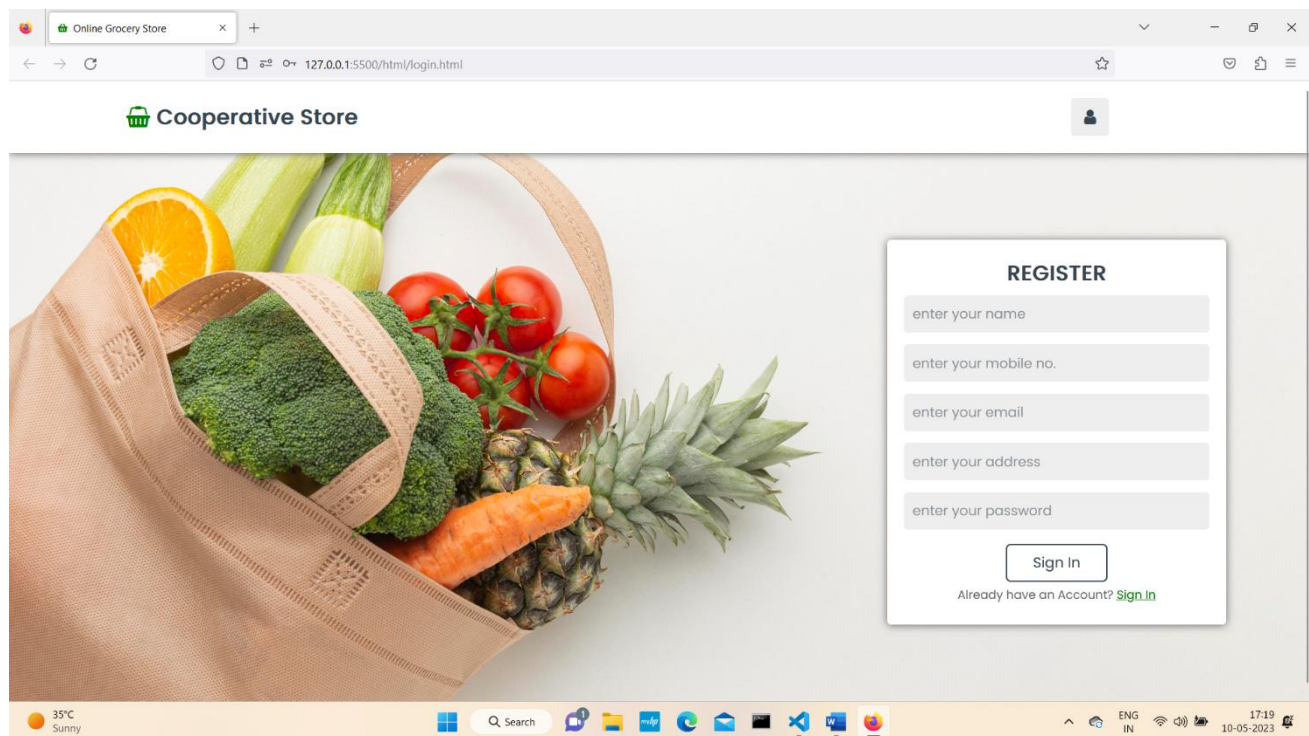 Online Grocery Store
127.0.0.1:5500/html/login.html
Cooperative Store
REGISTER
enter your name
enter your mobile no.
enter your email
enter your address
enter your password
Sign In
Already have an Account? Sign In
35°C
Sunny
Search
1
myhp
W
ENG
IN
17:19
10-05-2023